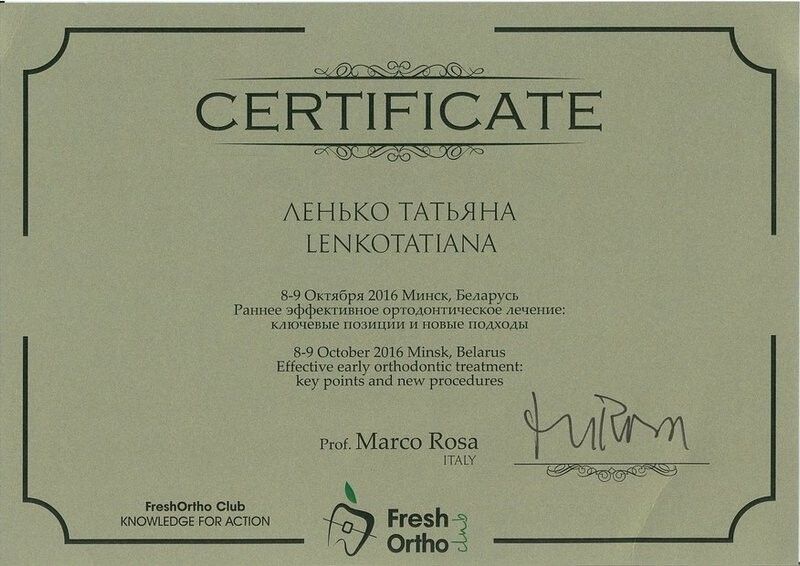 CERTIFICATE
ЛЕНЬКО ТАТЬЯНА
LENKOTATIANA
8-9 Октября 2016 Минск, Беларусь
Раннее эффективное ортодонтическое лечение:
ключевые позиции и новые подходы
8-9 October 2016 Minsk, Belarus
Effective early orthodontic treatment:
key points and new procedures
Prof. Marco Rosa
ITALY
FreshOrtho Club
KNOWLEDGE FOR ACTION
Fresh
Ortho
club